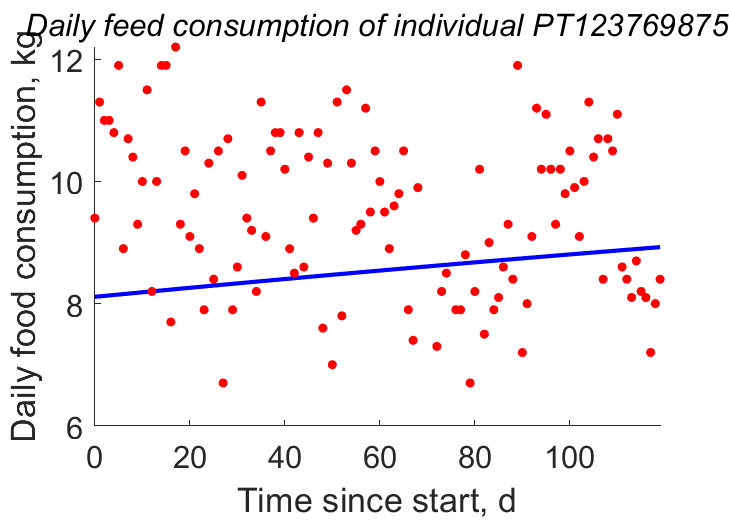 Daily feed consumption of individual PT123769875
Daily food consumption, kg
12
10
8
6
0 20 40 60 80 100
Time since start, d